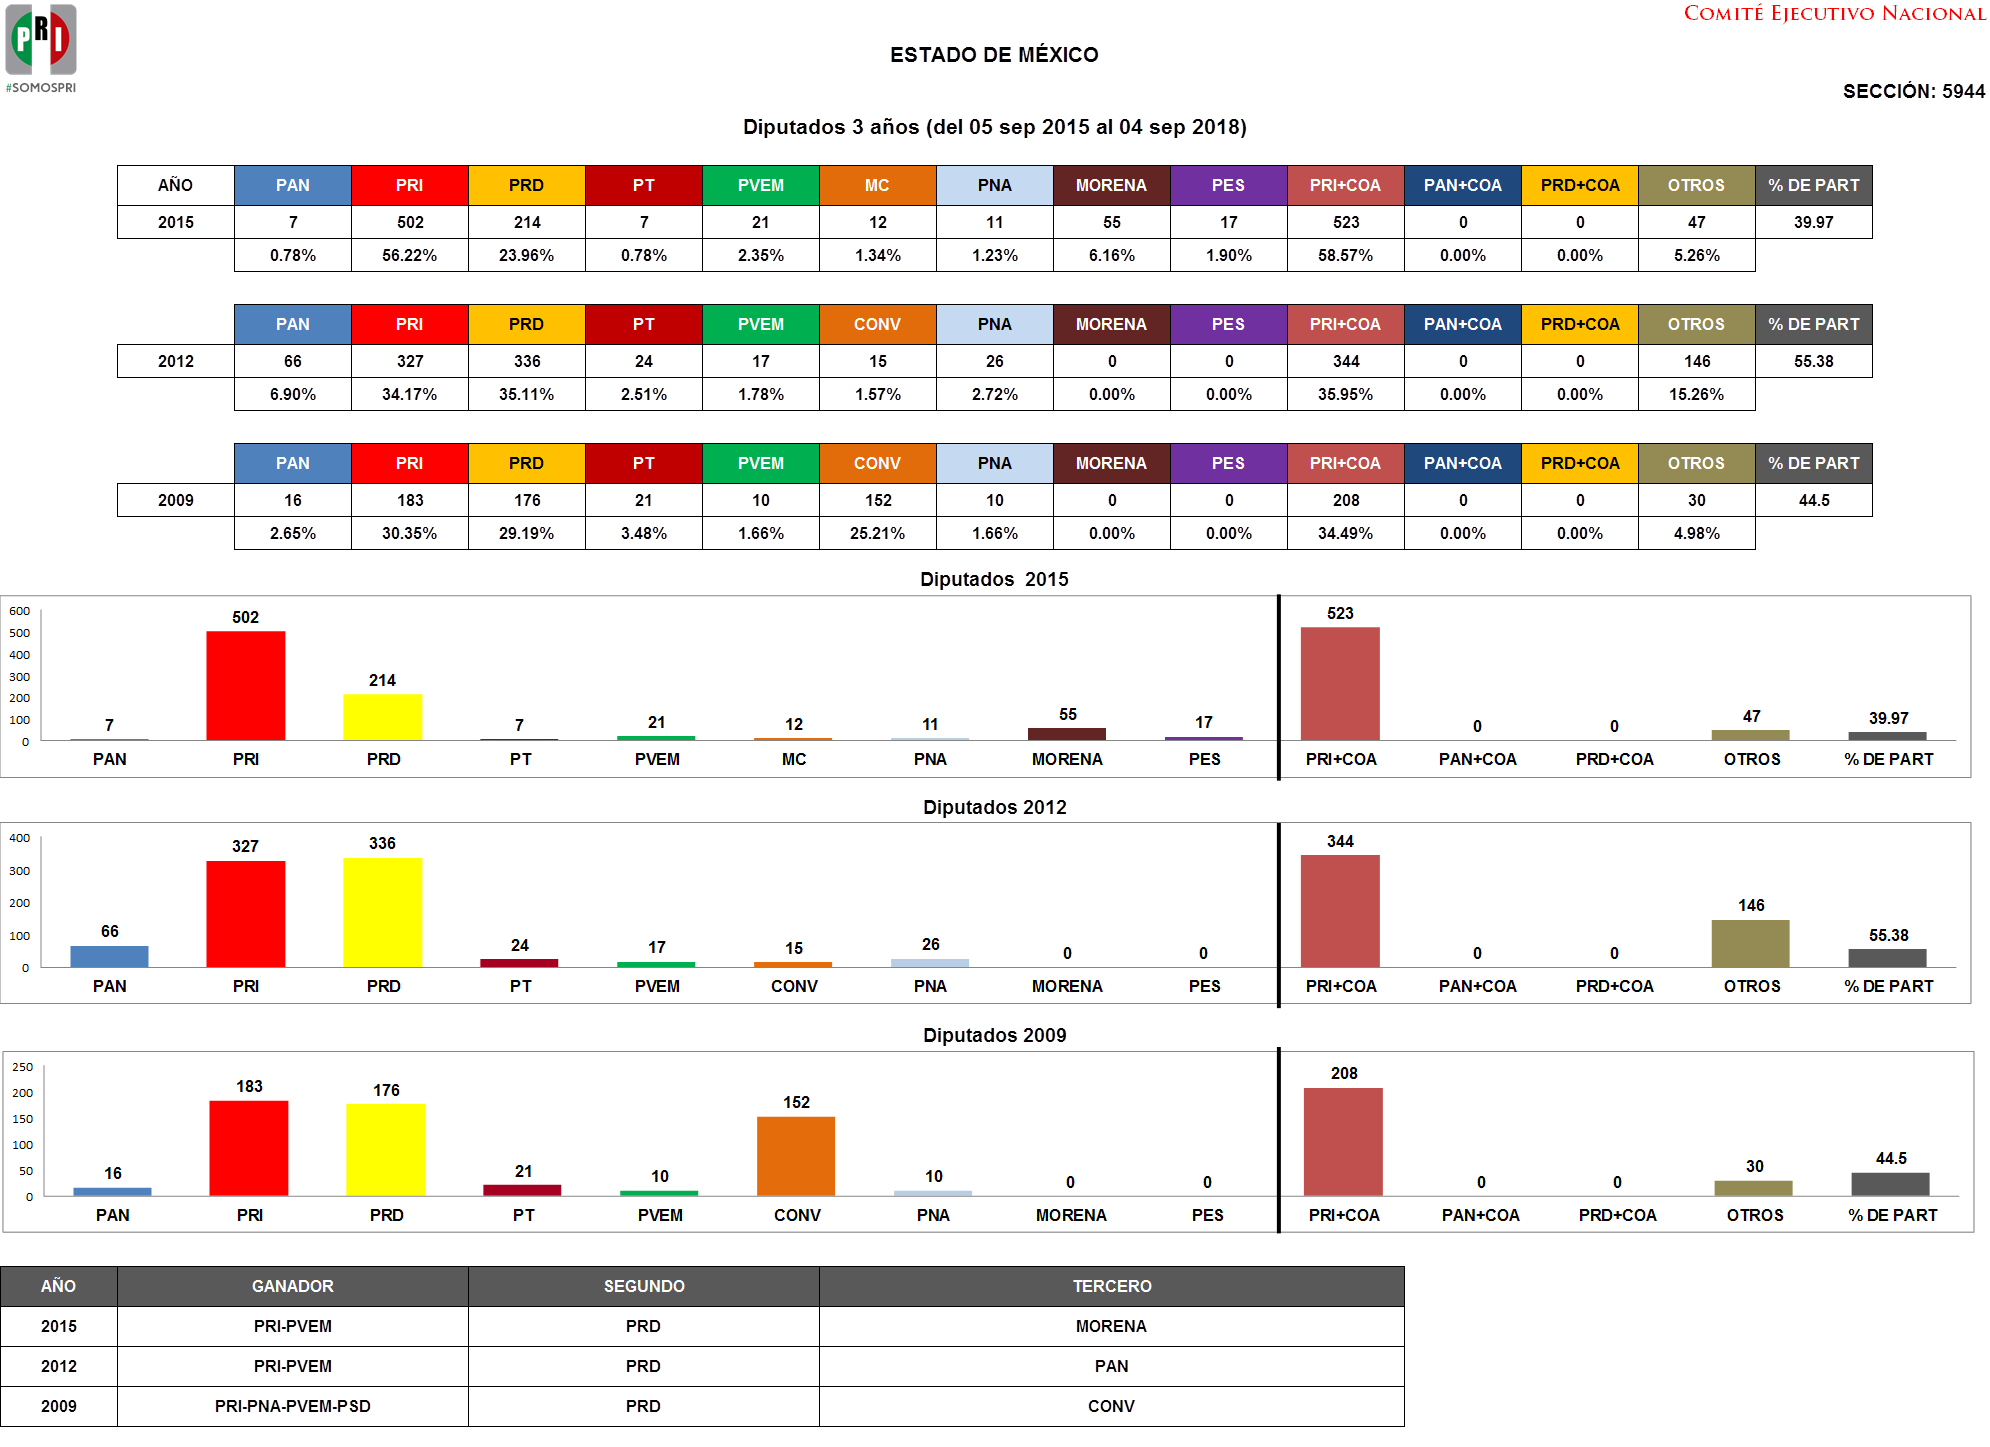 PRI
#SOMOSPRI
COMITÉ EJECUTIVO NACIONAL
ESTADO DE MÉXICO
SECCIÓN: 5944
Diputados 3 años (del 05 sep 2015 al 04 sep 2018)
AÑO PAN PRI PRD PT PVEM MC PNA MORENA PES PRI+COA PAN+COA PRD+COA OTROS % DE PART
2015 7 502 214 7 21 12 11 55 17 523 0 0 47 39.97
0.78% 56.22% 23.96% 0.78% 2.35% 1.34% 1.23% 6.16% 1.90% 58.57% 0.00% 0.00% 5.26%
PAN PRI PRD PT PVEM CONV PNA MORENA PES PRI+COA PAN+COA PRD+COA OTROS % DE PART
2012 66 327 336 24 17 15 26 0 0 344 0 0 146 55.38
6.90% 34.17% 35.11% 2.51% 1.78% 1.57% 2.72% 0.00% 0.00% 35.95% 0.00% 0.00% 15.26%
PAN PRI PRD PT PVEM CONV PNA MORENA PES PRI+COA PAN+COA PRD+COA OTROS % DE PART
2009 16 183 176 21 10 152 10 0 0 208 0 0 30 44.5
2.65% 30.35% 29.19% 3.48% 1.66% 25.21% 1.66% 0.00% 0.00% 34.49% 0.00% 0.00% 4.98%
Diputados 2015
600
500
400
300
200
100
0
7 502 214 7 21 12 11 55 17 523 0 0 47 39.97
PAN PRI PRD PT PVEM MC PNA MORENA PES PRI+COA PAN+COA PRD+COA OTROS % DE PART
Diputados 2012
400
300
200
100
0
66 327 336 24 17 15 26 0 0 344 0 0 146 55.38
PAN PRI PRD PT PVEM CONV PNA MORENA PES PRI+COA PAN+COA PRD+COA OTROS % DE PART
Diputados 2009
250
200
150
100
50
0
16 183 176 21 10 152 10 0 0 208 0 0 30 44.5
PAN PRI PRD PT PVEM CONV PNA MORENA PES PRI+COA PAN+COA PRD+COA OTROS % DE PART
AÑO GANADOR SEGUNDO TERCERO
2015 PRI-PVEM PRD MORENA
2012 PRI-PVEM PRD PAN
2009 PRI-PNA-PVEM-PSD PRD CONV